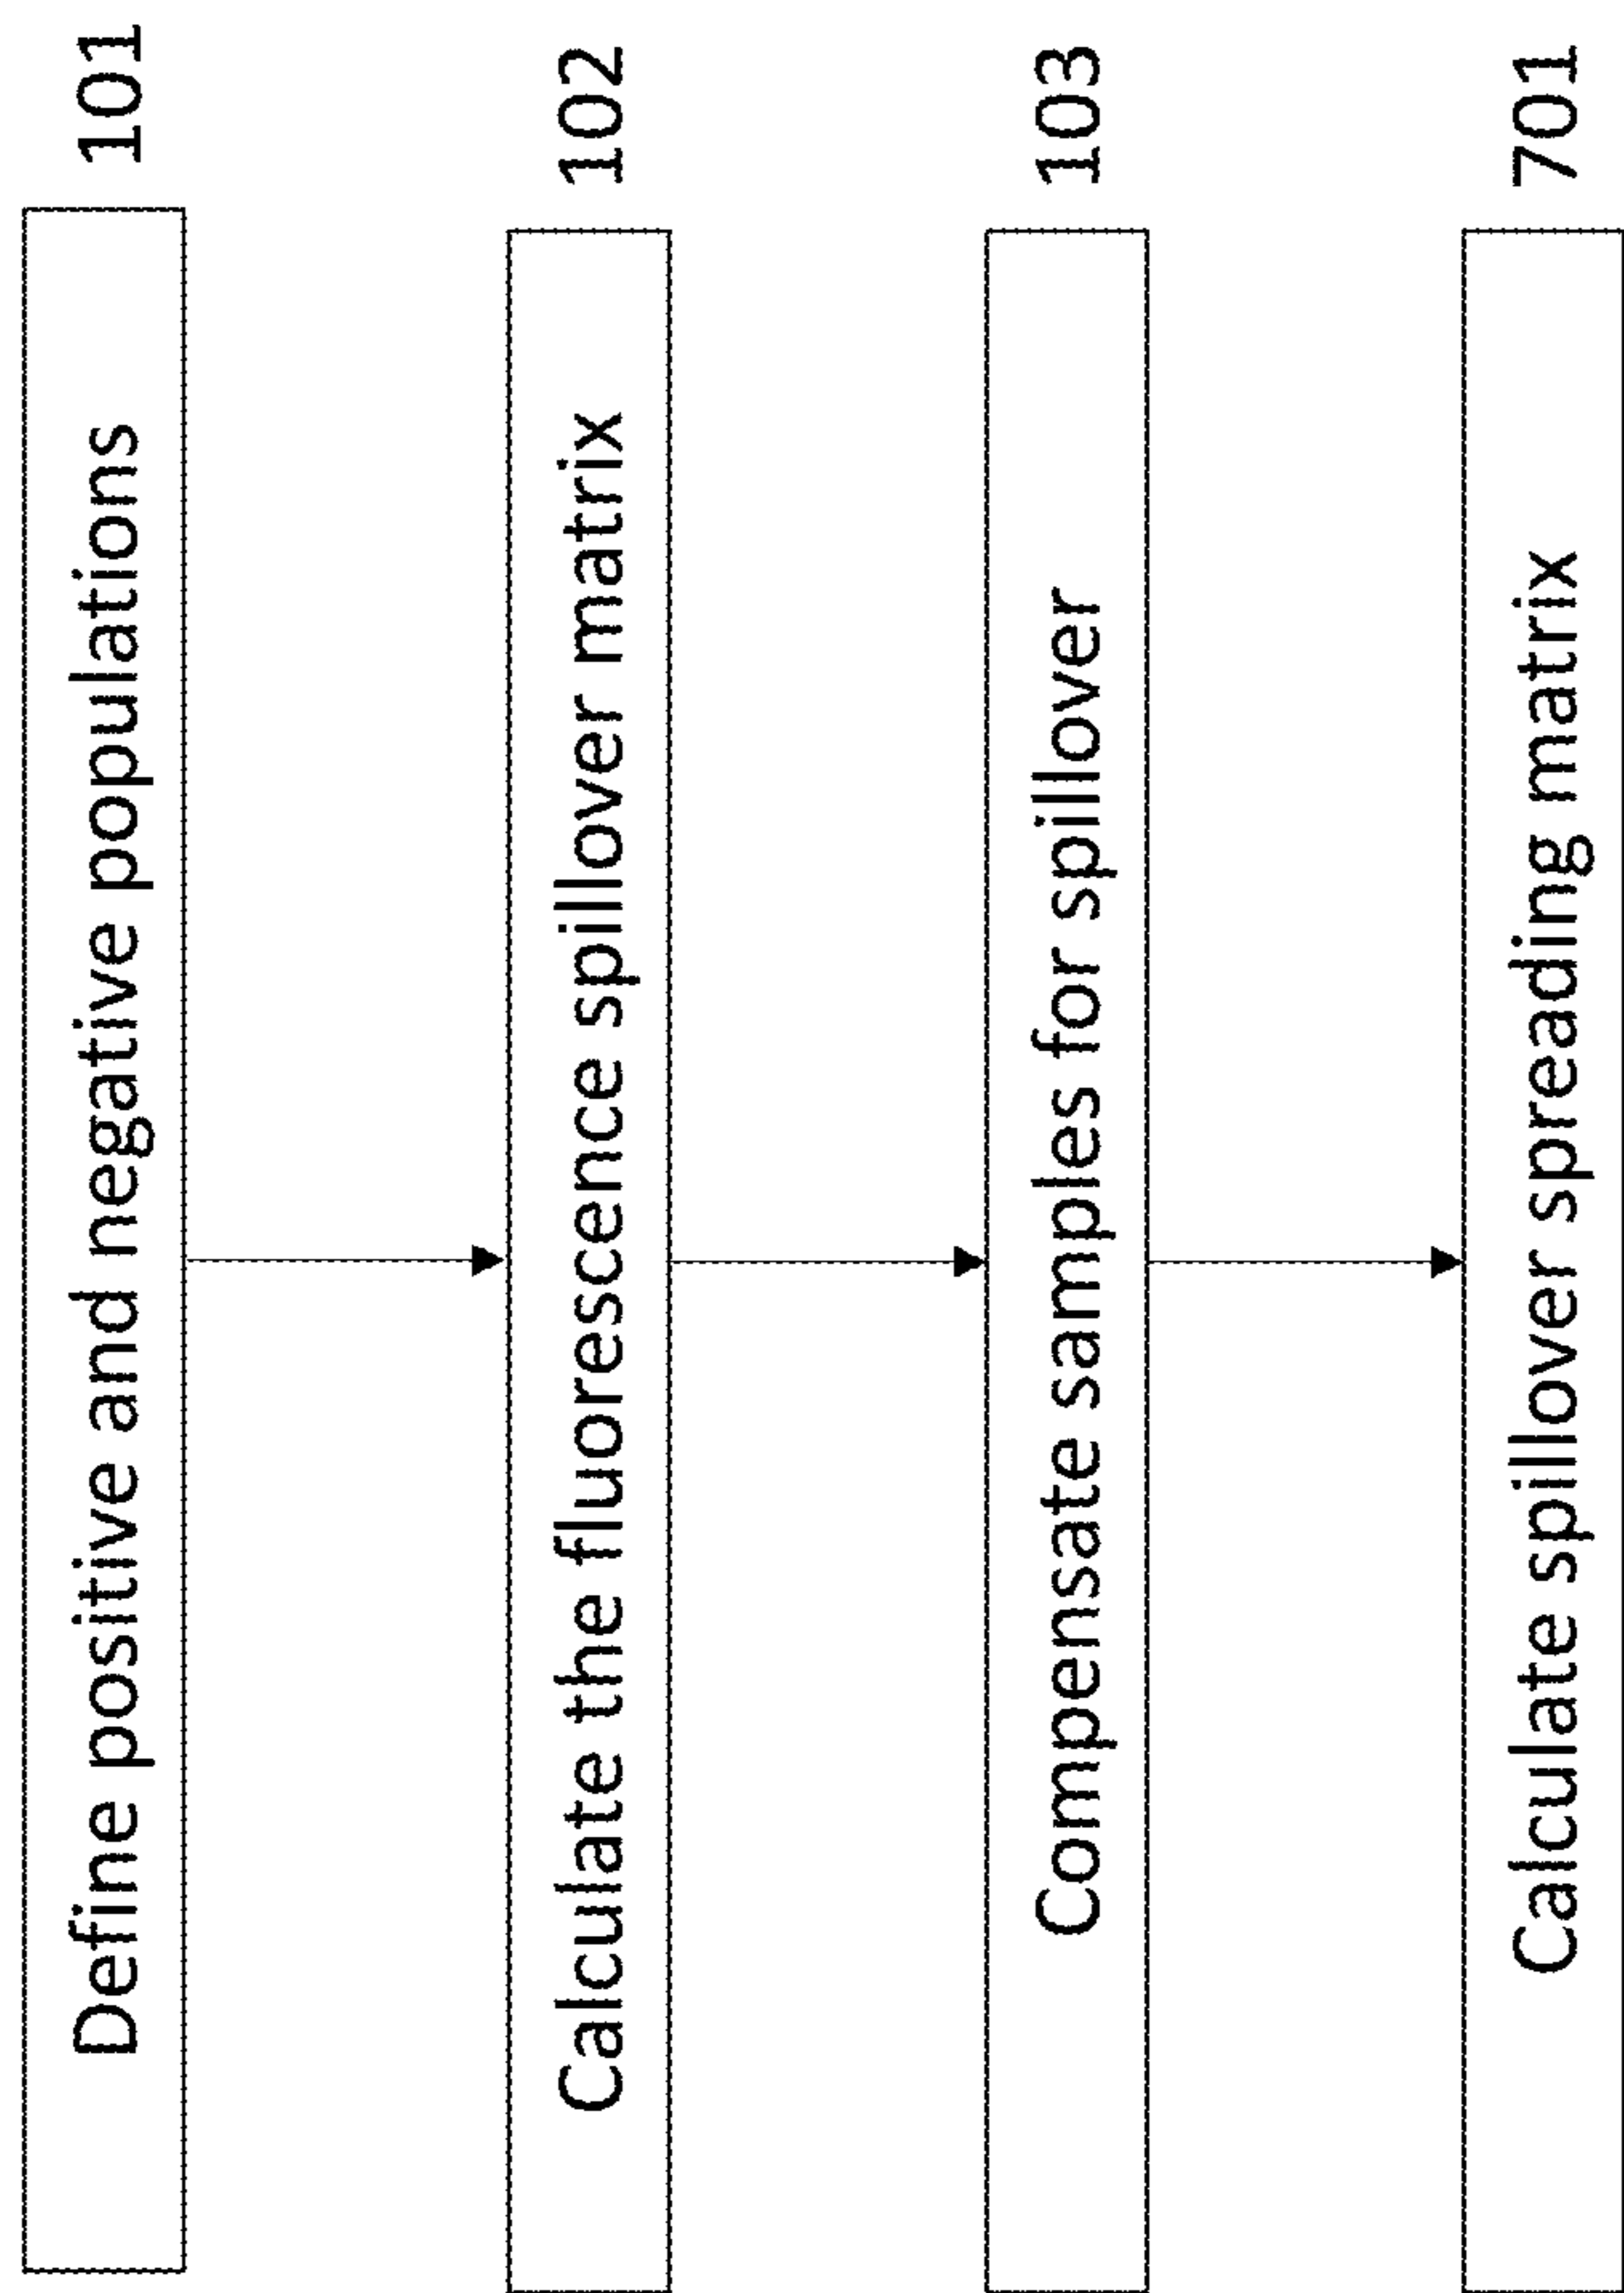 Define positive and negative populations 101
Calculate the fluorescence spillover matrix 102
Compensate samples for spillover 103
Calculate spillover spreading matrix 701